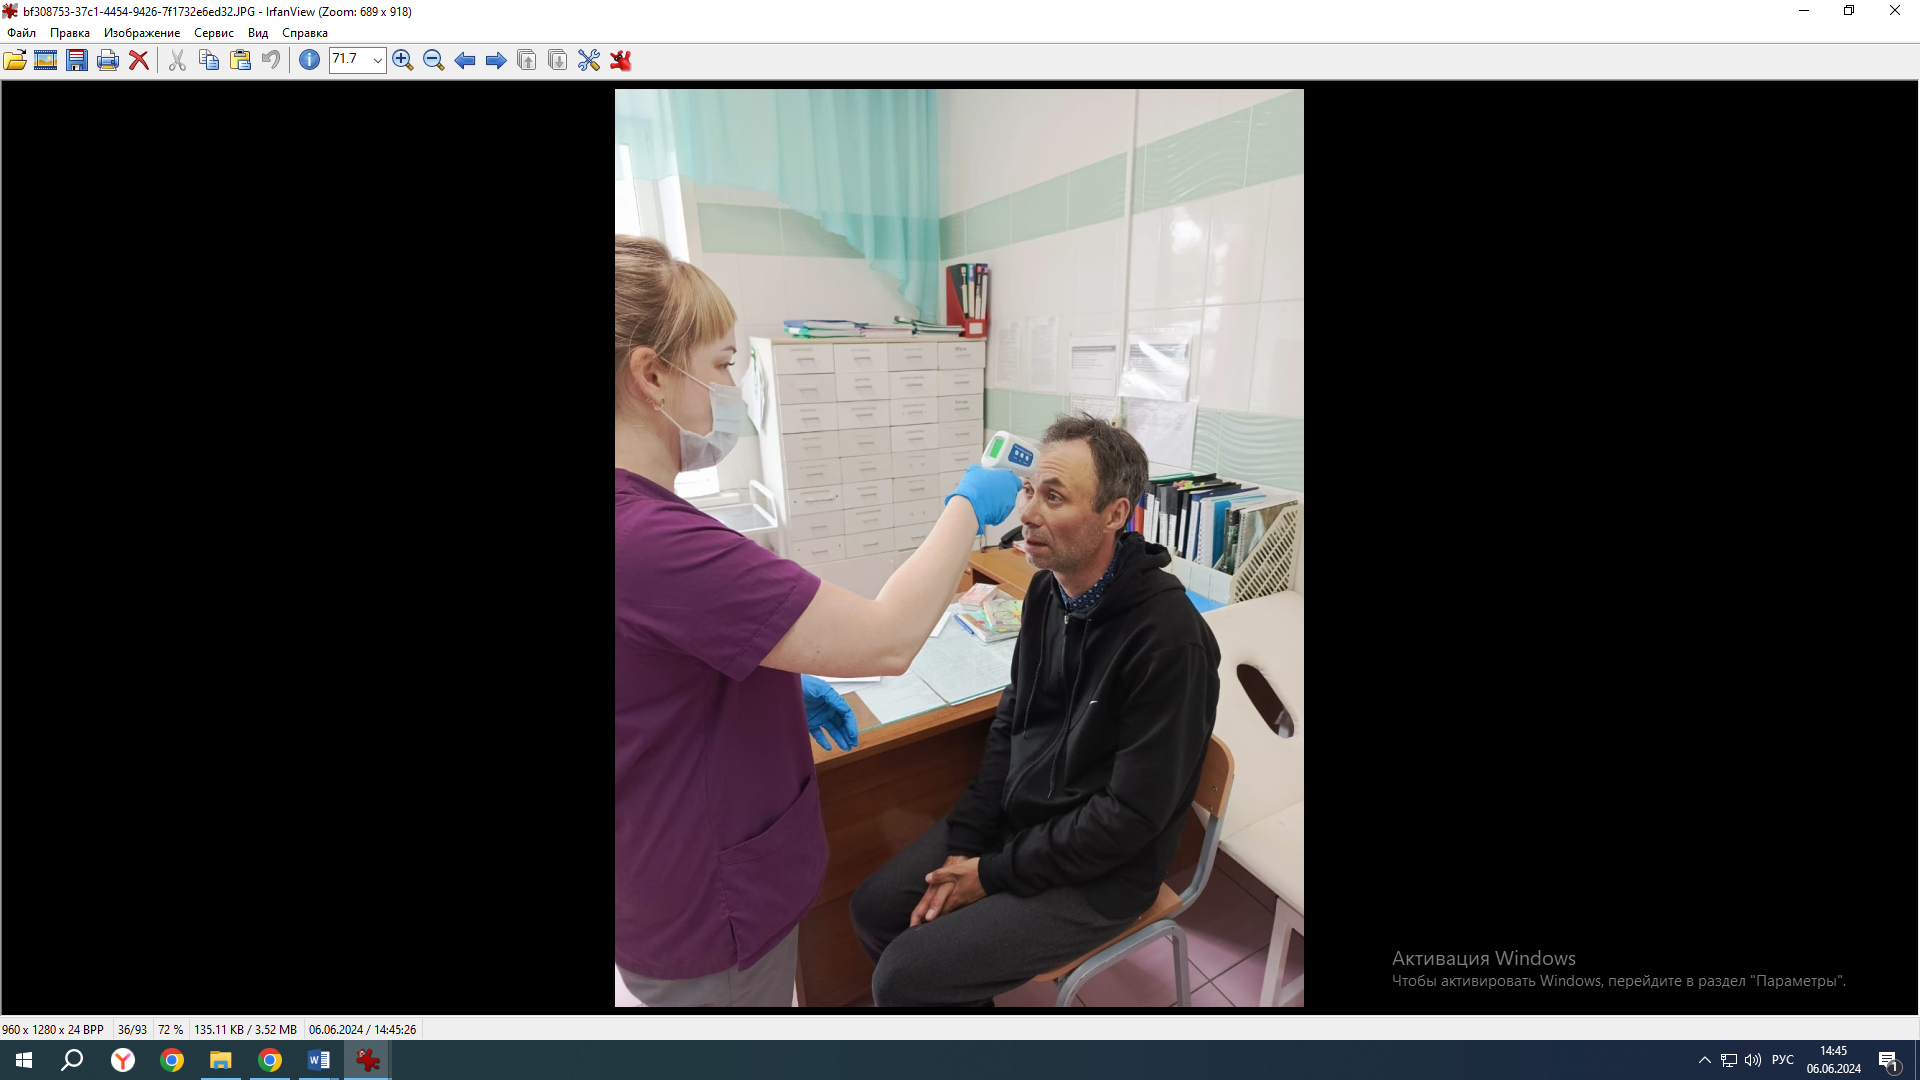 bf308753-37c1-4454-9426-7f1732e6ed32.JPG - IrfanView (Zoom: 689 x 918)
Файл Правка Изображение Сервис Вид Справка
71.7
Активация Windows
Чтобы активировать Windows, перейдите в раздел "Параметры".
960 x 1280 x 24 BPP 36/93 72 % 135.11 KB / 3.52 MB 06.06.2024 / 14:45:26
РУС
14:45
06.06.2024
1